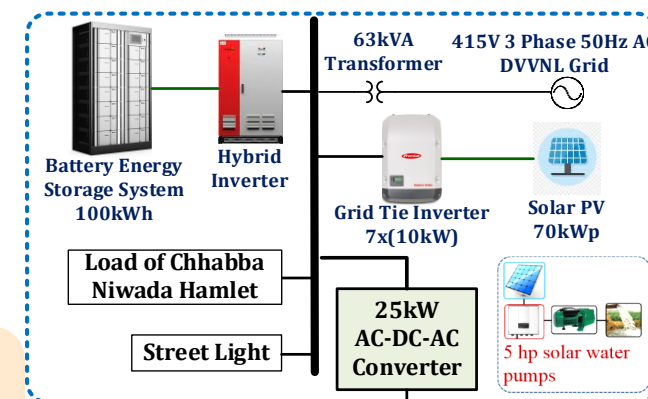 63kVA
Transformer
415V 3 Phase 50Hz A
DVVNL Grid
Battery Energy
Storage System
100kWh
Hybrid
Inverter
Grid Tie Inverter
7x(10kW)
Solar PV
70kWp
Load of Chhabba
Niwada Hamlet
Street Light
25kW
AC-DC-AC
Converter
5 hp solar water
pumps